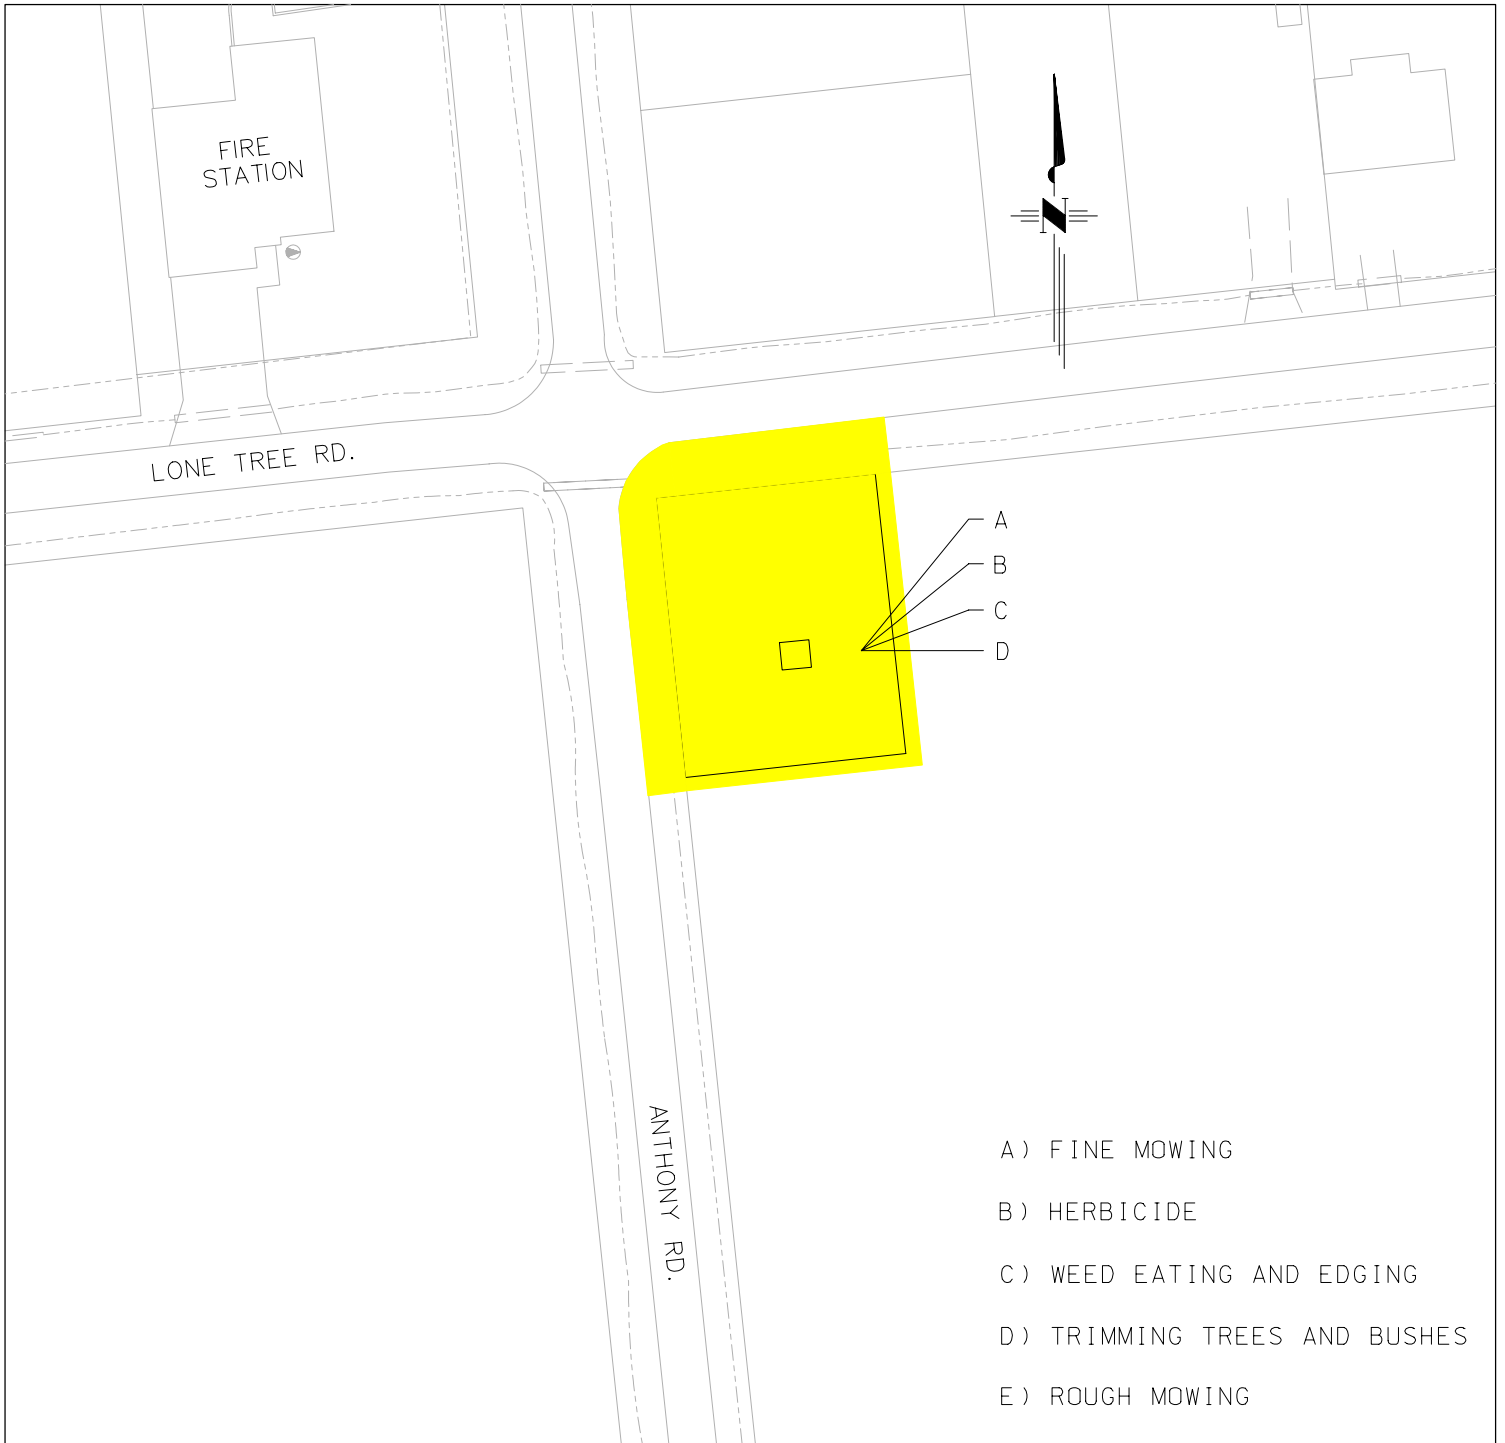 FIRE
STATION
N
LONE TREE RD.
A
B
C
D
ANTHONY RD.
A) FINE MOWING
B) HERBICIDE
C) WEED EATING AND EDGING
D) TRIMMING TREES AND BUSHES
E) ROUGH MOWING